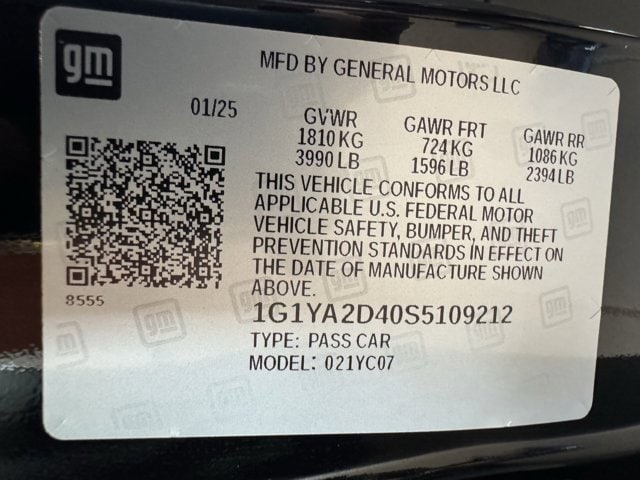 gm
MFD BY GENERAL MOTORS LLC
01/25
GVWR
1810 KG
3990 LB
GAWR FRT
724 KG
1596 LB
GAWR RR
1086 KG
2394 LB
THIS VEHICLE CONFORMS TO ALL
APPLICABLE U.S. FEDERAL MOTOR
VEHICLE SAFETY, BUMPER, AND THEFT
PREVENTION STANDARDS IN EFFECT ON
THE DATE OF MANUFACTURE SHOWN
ABOVE.
8555
1G1YA2D40S5109212
TYPE: PASS CAR
MODEL: 021YC07